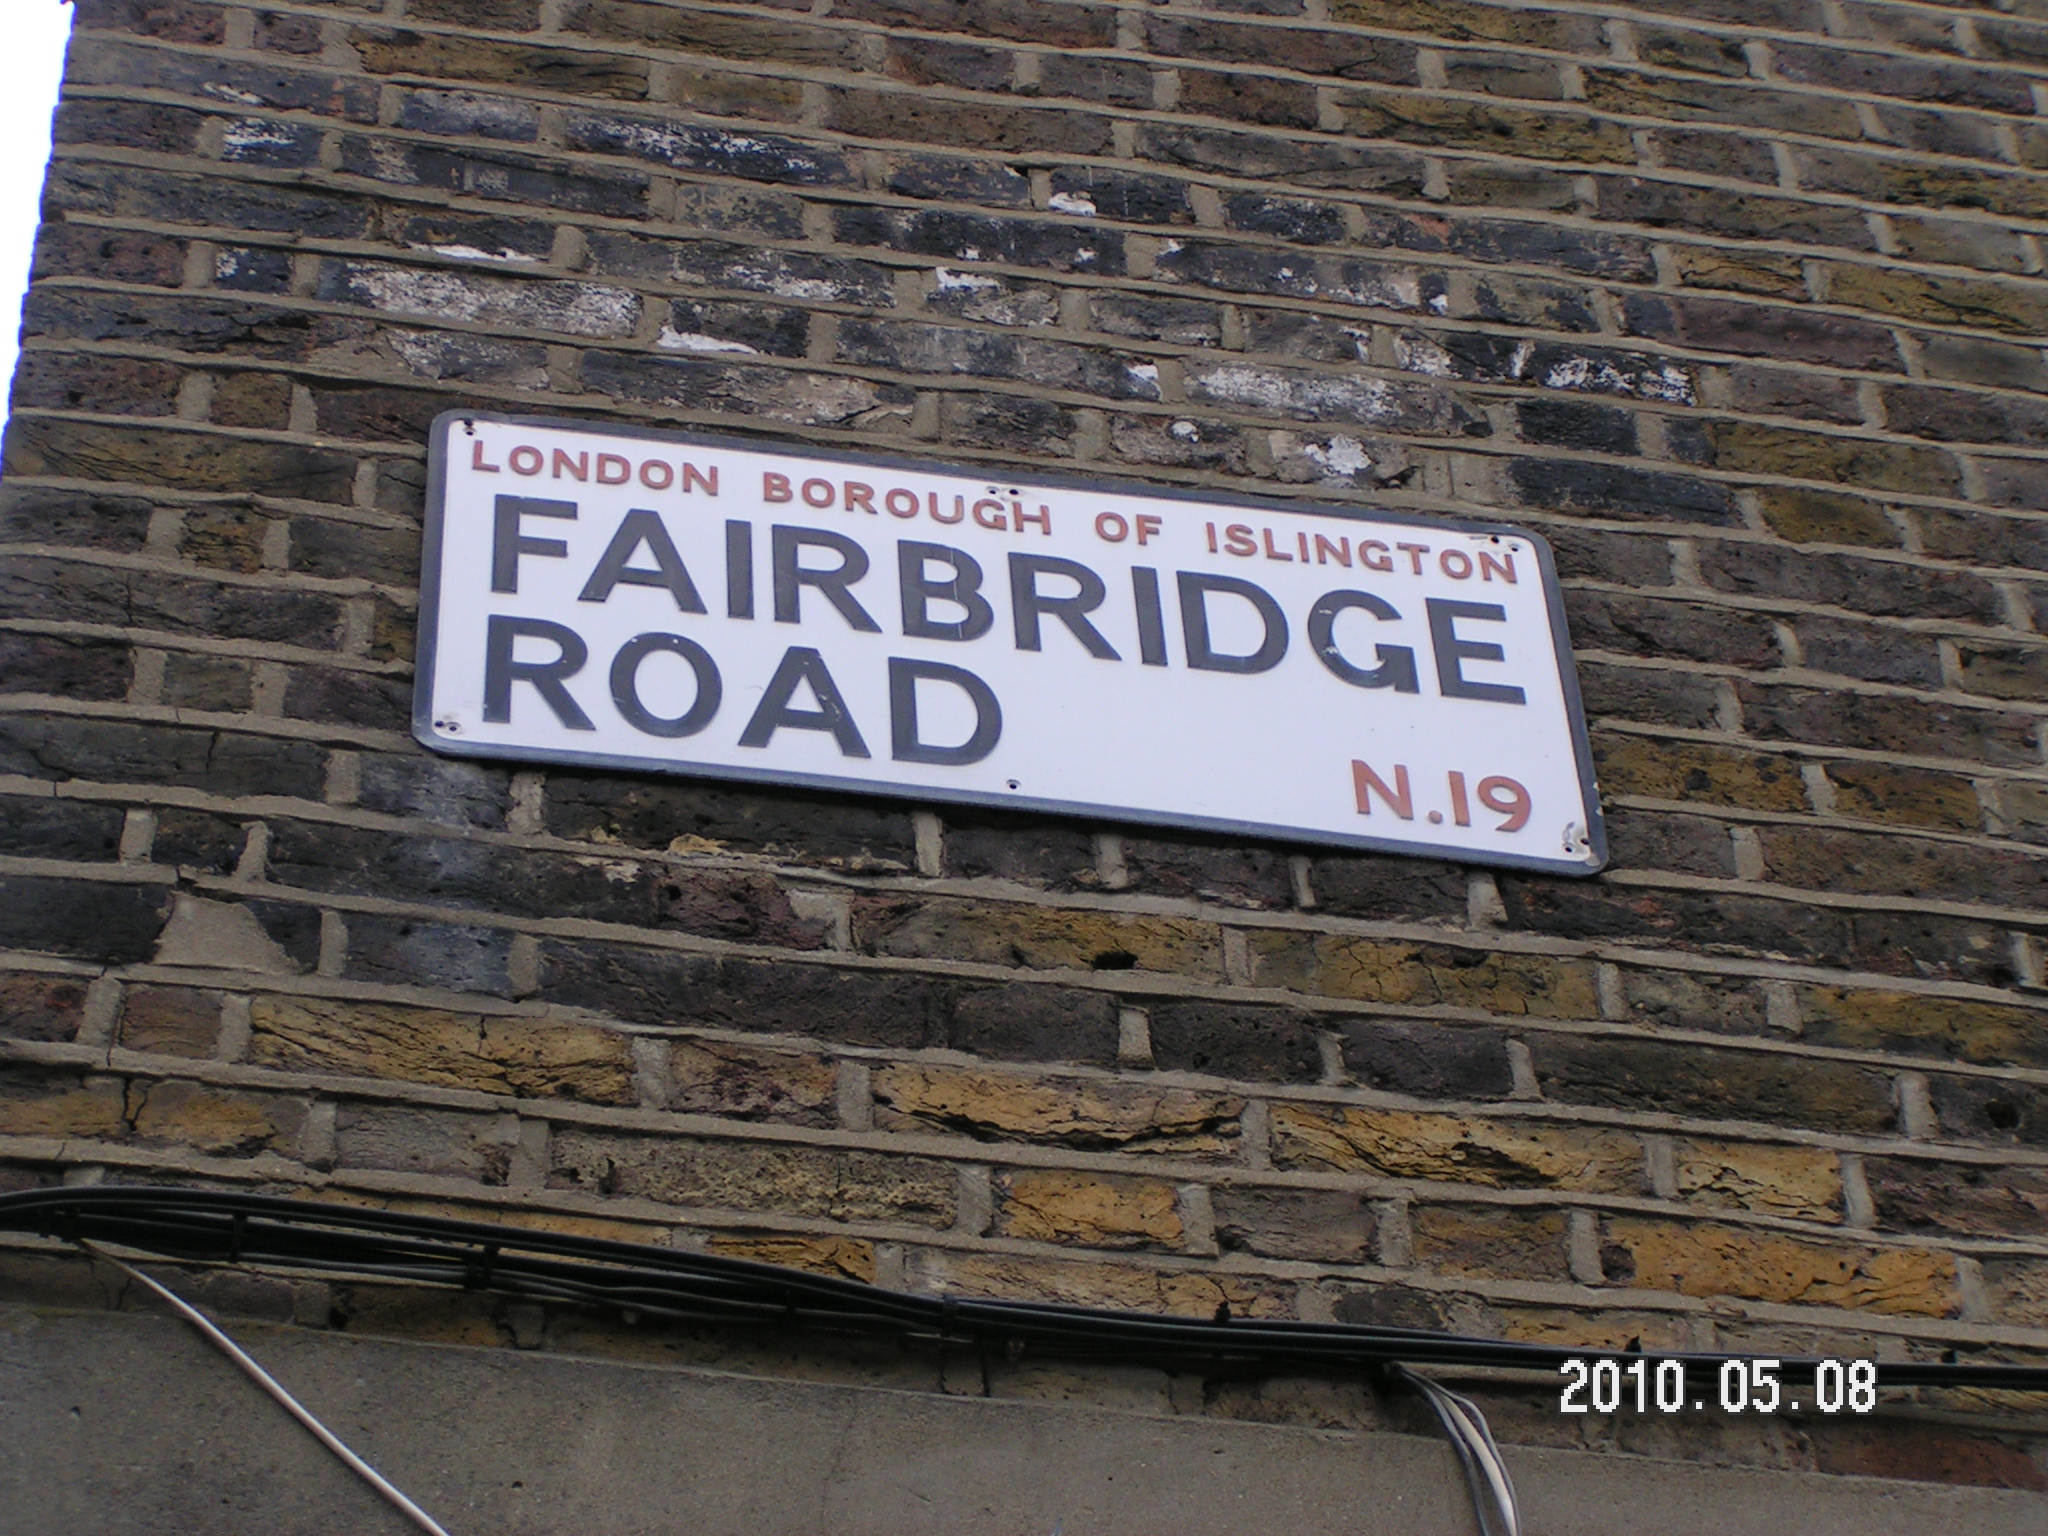 LONDON BOROUGH OF ISLINGTON
FAIRBRIDGE
ROAD
N.19
2010.05.08